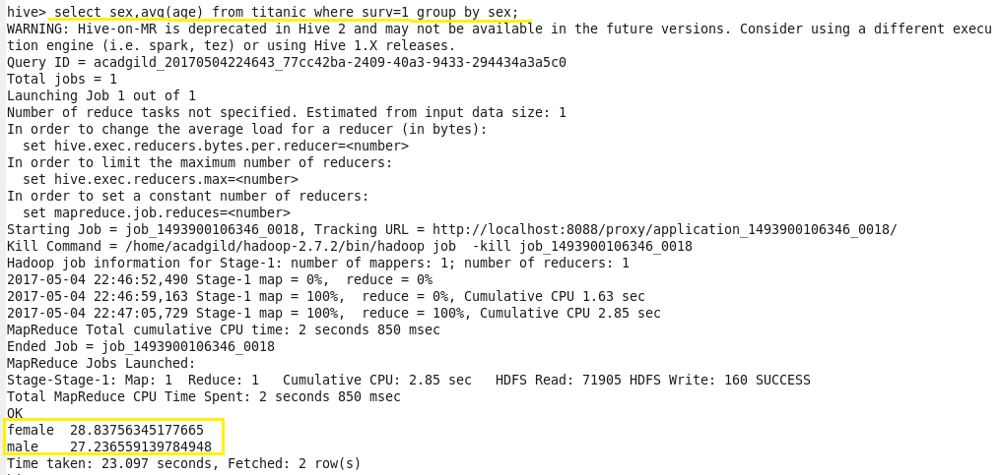 hive> select sex,avg(age) from titanic where surv=1 group by sex;
WARNING: Hive-on-MR is deprecated in Hive 2 and may not be available in the future versions. Consider using a different execu
tion engine (i.e. spark, tez) or using Hive 1.X releases.
Query ID = acadgild_20170504224643_77cc42ba-2409-40a3-9433-294434a3a5c0
Total jobs = 1
Launching Job 1 out of 1
Number of reduce tasks not specified. Estimated from input data size: 1
In order to change the average load for a reducer (in bytes):
  set hive.exec.reducers.bytes.per.reducer=<number>
In order to limit the maximum number of reducers:
  set hive.exec.reducers.max=<number>
In order to set a constant number of reducers:
  set mapreduce.job.reduces=<number>
Starting Job = job_1493900106346_0018, Tracking URL = http://localhost:8088/proxy/application_1493900106346_0018/
Kill Command = /home/acadgild/hadoop-2.7.2/bin/hadoop job  -kill job_1493900106346_0018
Hadoop job information for Stage-1: number of mappers: 1; number of reducers: 1
2017-05-04 22:46:52,490 Stage-1 map = 0%,  reduce = 0%
2017-05-04 22:46:59,163 Stage-1 map = 100%,  reduce = 0%, Cumulative CPU 1.63 sec
2017-05-04 22:47:05,729 Stage-1 map = 100%,  reduce = 100%, Cumulative CPU 2.85 sec
MapReduce Total cumulative CPU time: 2 seconds 850 msec
Ended Job = job_1493900106346_0018
MapReduce Jobs Launched:
Stage-Stage-1: Map: 1  Reduce: 1   Cumulative CPU: 2.85 sec   HDFS Read: 71905 HDFS Write: 160 SUCCESS
Total MapReduce CPU Time Spent: 2 seconds 850 msec
OK
female  28.83756345177665
male    27.236559139784948
Time taken: 23.097 seconds, Fetched: 2 row(s)